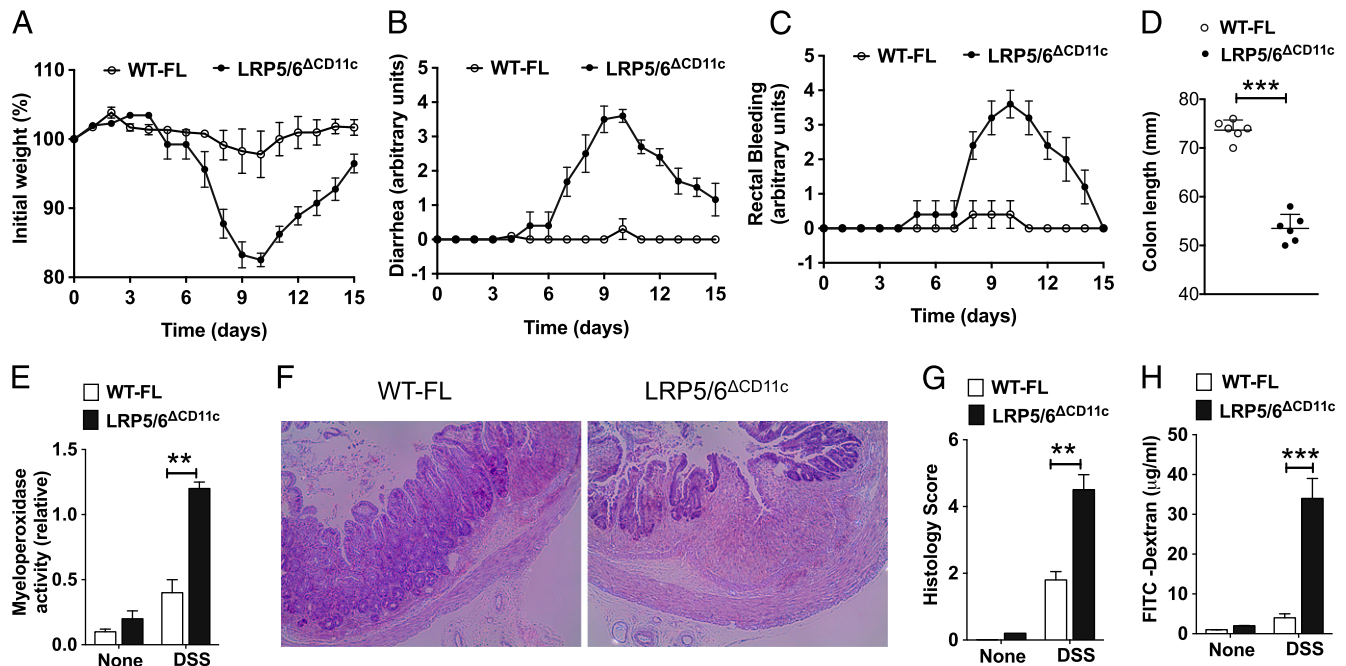 A
WT-FL
LRP5/6ΔCD11c
Initial weight (%)
110
100
90
80
0
3
6
9
12
15
Time (days)
B
WT-FL
LRP5/6ΔCD11c
Diarrhea (arbitrary units)
5
4
3
2
1
0
-1
0
3
6
9
12
15
Time (days)
C
WT-FL
LRP5/6ΔCD11c
Rectal Bleeding
(arbitrary units)
5
4
3
2
1
0
-1
0
3
6
9
12
15
Time (days)
D
WT-FL
LRP5/6ΔCD11c
***
Colon length (mm)
80
70
60
50
40
E
WT-FL
LRP5/6ΔCD11c
Myeloperoxidase
activity (relative)
1.5
1.0
0.5
0.0
**
None
DSS
F
WT-FL
LRP5/6ΔCD11c
G
WT-FL
LRP5/6ΔCD11c
Histology Score
6
4
2
0
**
None
DSS
H
WT-FL
LRP5/6ΔCD11c
FITC -Dextran (μg/ml)
50
40
30
20
10
0
***
None
DSS